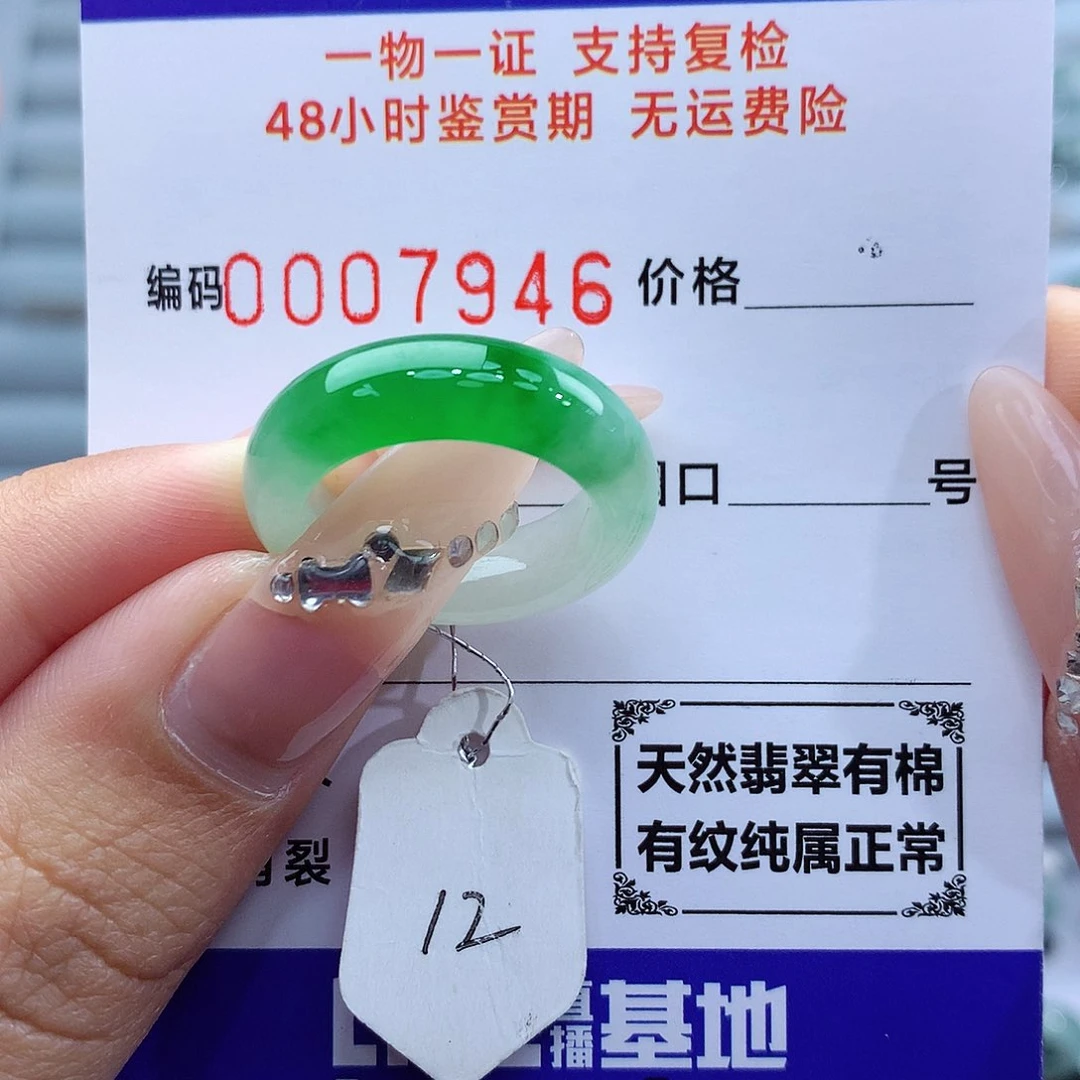 一物一证 支持复检
48小时鉴赏期 无运费险
编码0007946 价格
口 号
天然翡翠有棉
有纹纯属正常
裂
12
播基地